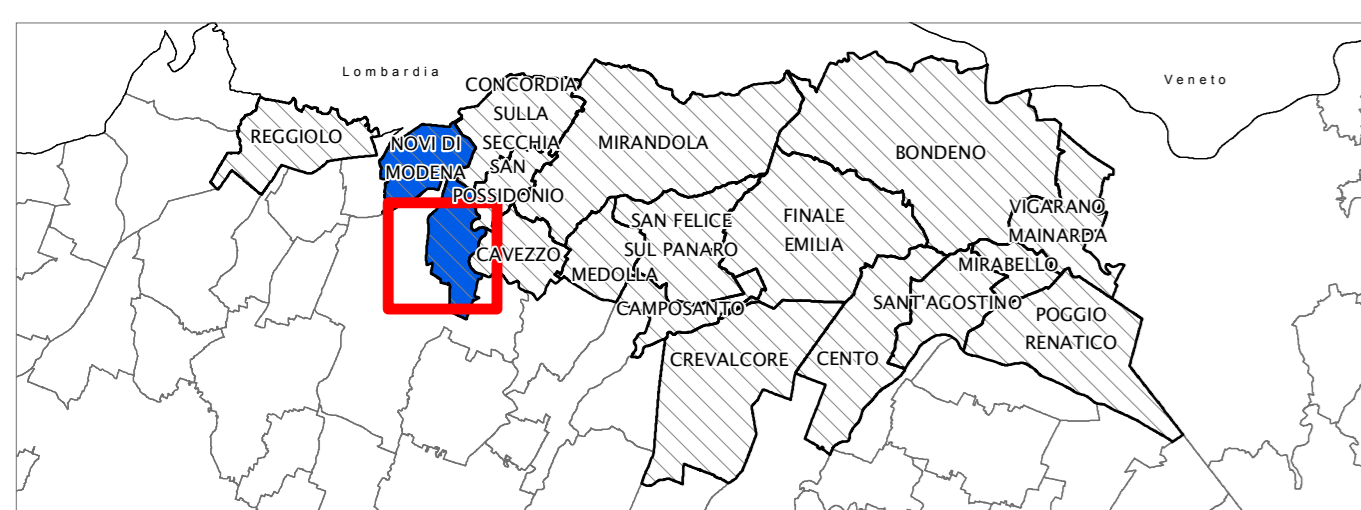 Lombardia
Veneto
CONCORDIA
SULLA
SECCHIA
REGGIOLO
NOVI DI
MODENA
MIRANDOLA
BONDENO
SAN
POSSIDONIO
SAN FELICE
SUL PANARO
FINALE
EMILIA
VIGARANO
MAINARDA
CAVEZZO
MEDOLLA
MIRABELLO
CAMPOSANTO
SANT'AGOSTINO
POGGIO
RENATICO
CREVALCORE
CENTO